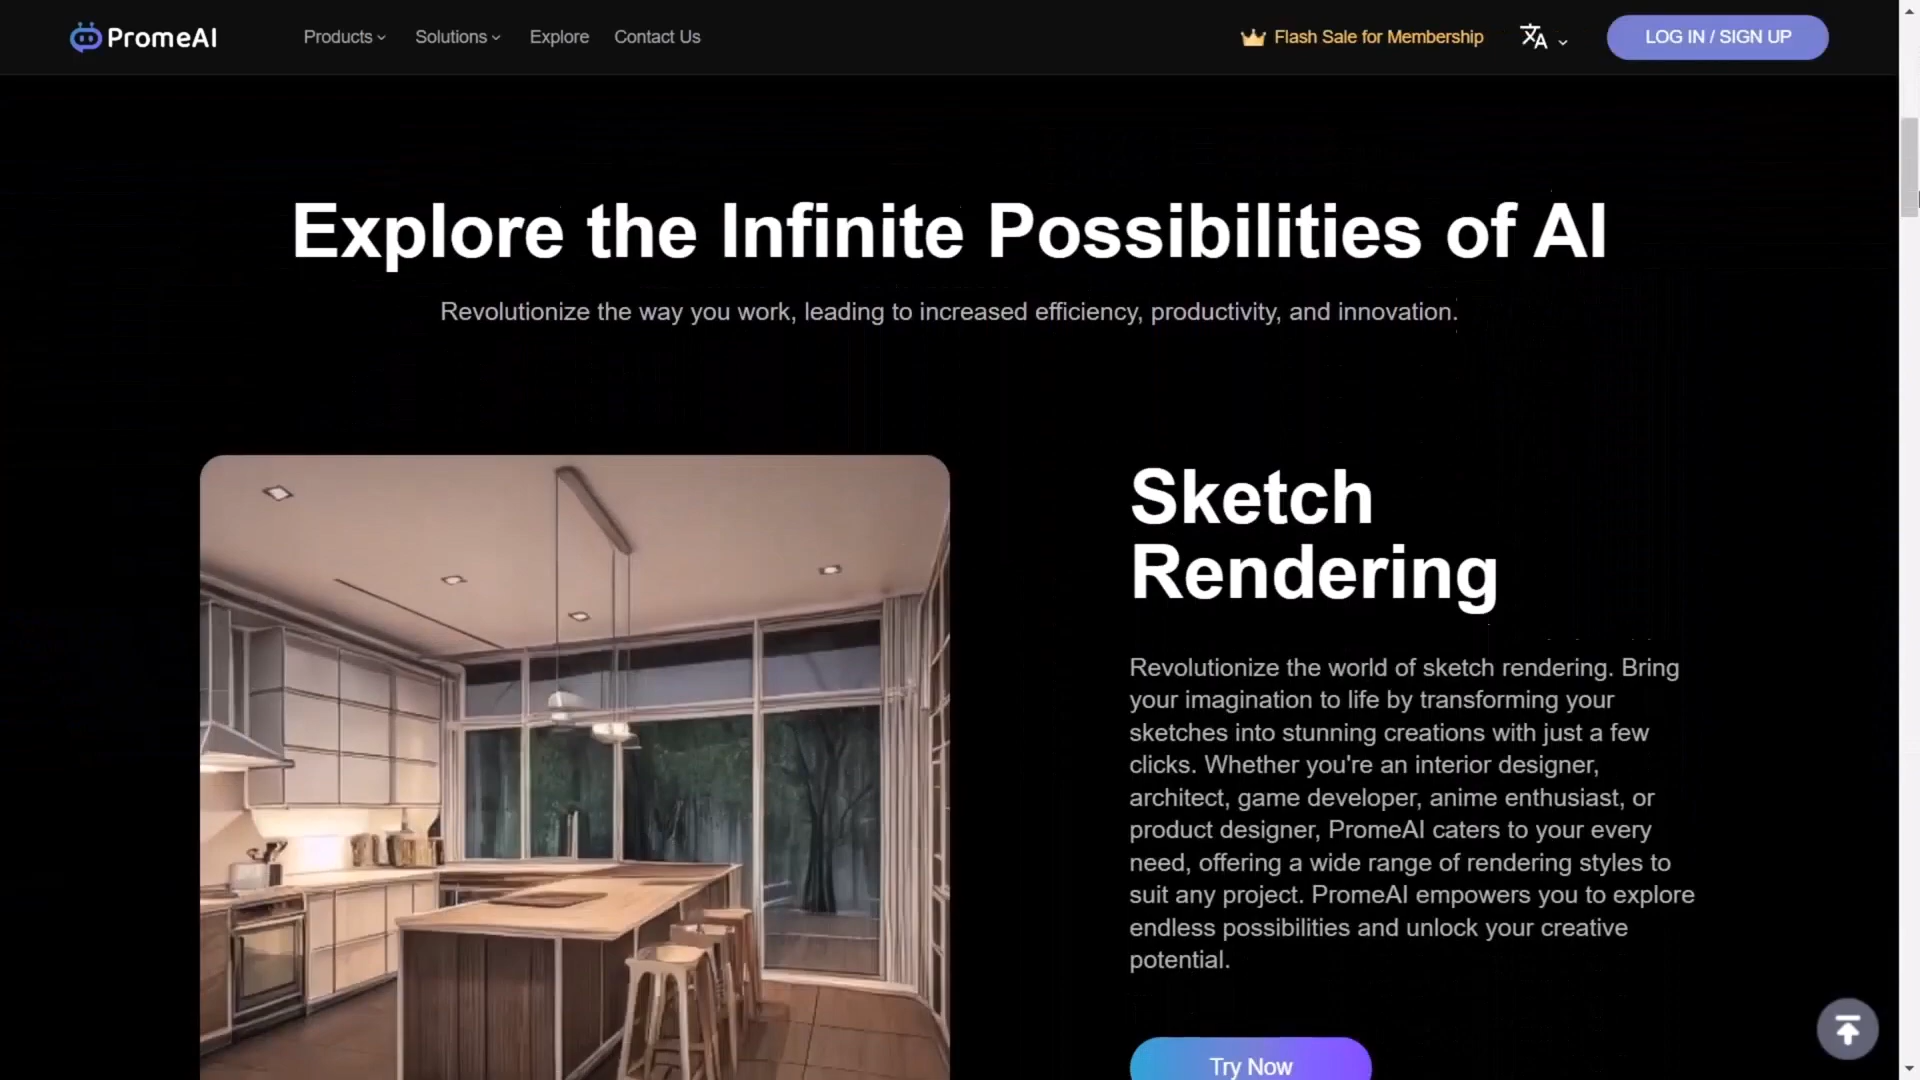 PromeAI
Products
Solutions
Explore
Contact Us
Flash Sale for Membership
LOG IN / SIGN UP
Explore the Infinite Possibilities of AI
Revolutionize the way you work, leading to increased efficiency, productivity, and innovation.
Sketch
Rendering
Revolutionize the world of sketch rendering. Bring
your imagination to life by transforming your
sketches into stunning creations with just a few
clicks. Whether you're an interior designer,
architect, game developer, anime enthusiast, or
product designer, PromeAI caters to your every
need, offering a wide range of rendering styles to
suit any project. PromeAI empowers you to explore
endless possibilities and unlock your creative
potential.
Try Now